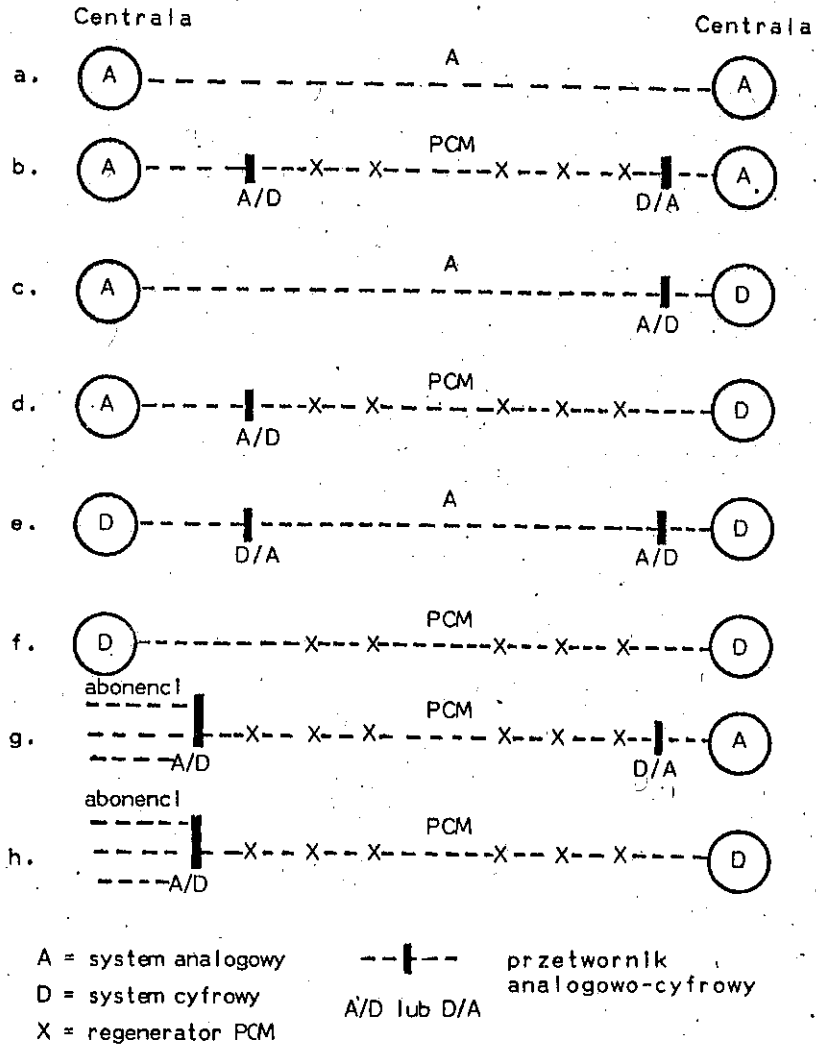 Centrala Centrala
a. A A A
b. A PCM A
A/D D/A
c. A A D
A/D
d. A PCM D
A/D
e. D A D
D/A A/D
f. D PCM D
abonenci
g. PCM A
A/D D/A
abonenci
h. PCM D
A/D
A = system analogowy
D = system cyfrowy
X = regenerator PCM
A/D lub D/A
przetwornik
analogowo-cyfrowy